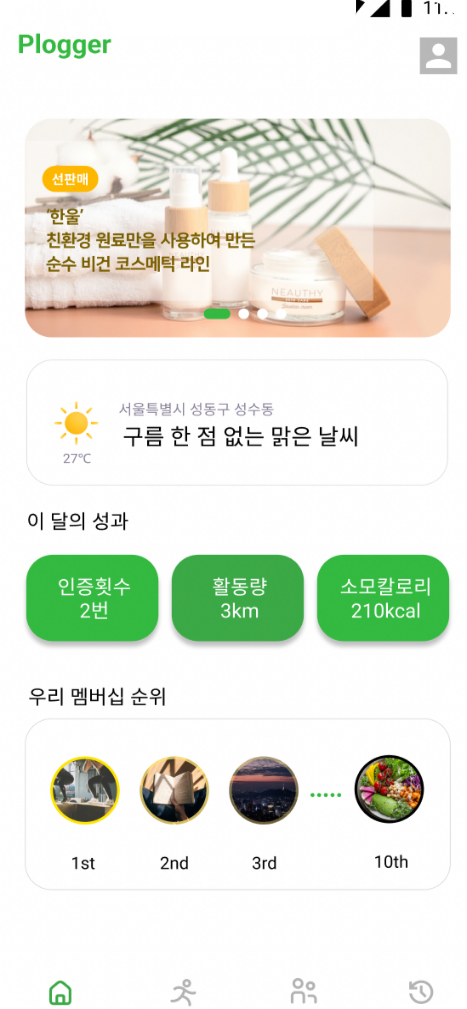 11:
Plogger
선판매
'한울'
친환경 원료만을 사용하여 만든
순수 비건 코스메틱 라인
NEAUTHY
서울특별시 성동구 성수동
구름 한 점 없는 맑은 날씨
27℃
이 달의 성과
인증횟수
2번
활동량
3km
소모칼로리
210kcal
우리 멤버십 순위
1st
2nd
3rd
10th